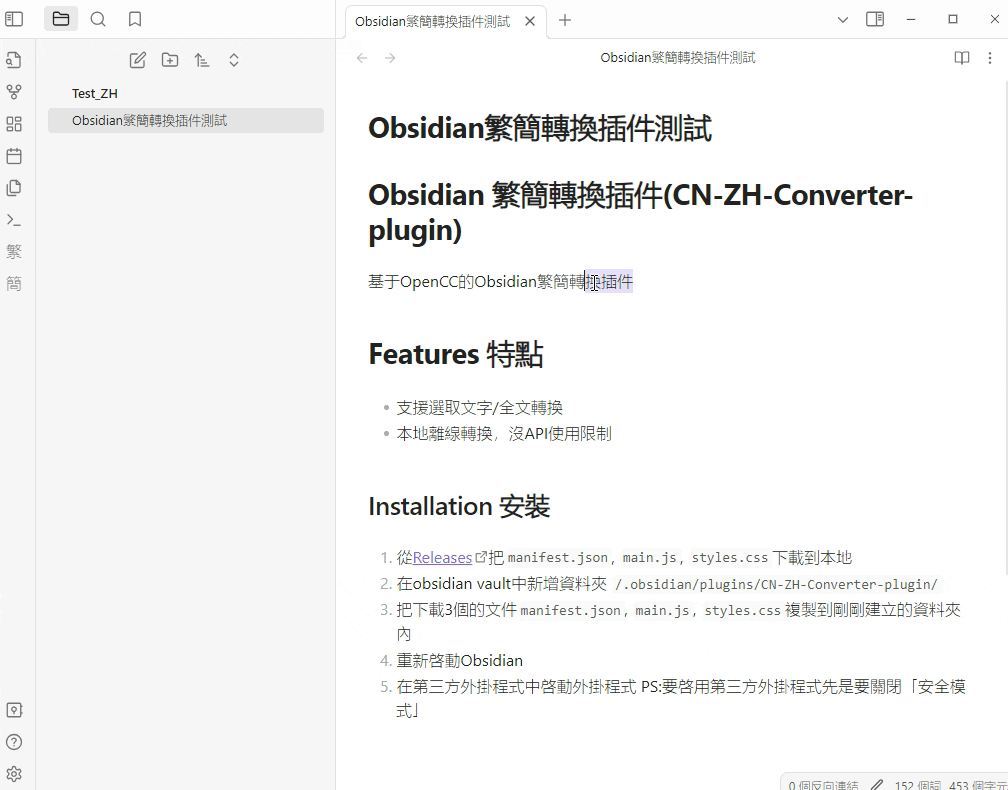 Obsidian繁簡轉換插件測試
Obsidian繁簡轉換插件測試
Test_ZH
Obsidian繁簡轉換插件測試
繁
簡
Obsidian繁簡轉換插件測試
Obsidian 繁簡轉換插件(CN-ZH-Converter-
plugin)
基于OpenCC的Obsidian繁簡轉換插件
Features 特點
• 支援選取文字/全文轉換
• 本地離線轉換，沒API使用限制
Installation 安裝
1. 從Releases把 manifest.json, main.js, styles.css 下載到本地
2. 在obsidian vault中新增資料夾 /.obsidian/plugins/CN-ZH-Converter-plugin/
3. 把下載3個的文件 manifest.json, main.js, styles.css 複製到剛剛建立的資料夾
內
4. 重新啓動Obsidian
5. 在第三方外掛程式中啓動外掛程式 PS:要啓用第三方外掛程式先是要關閉「安全模
式」
0 個反向連結 152 個詞 453 個字元